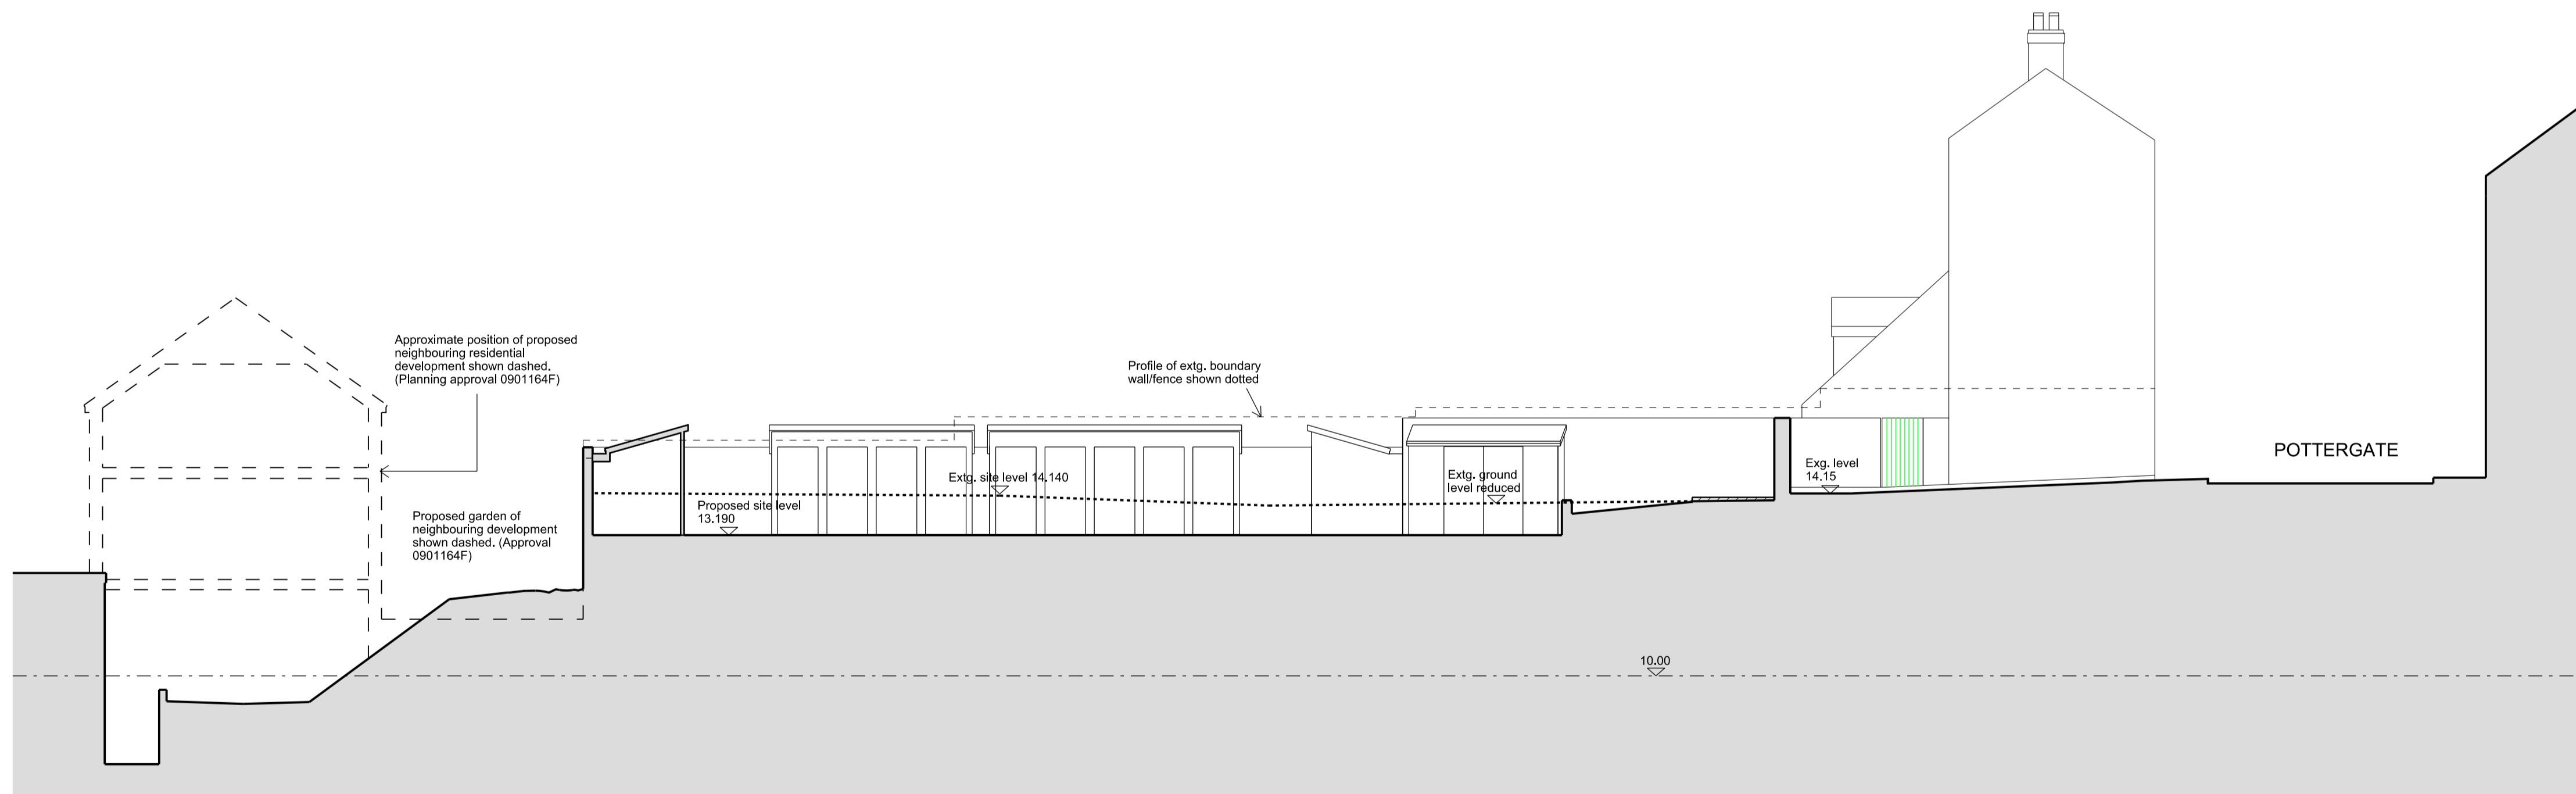 Approximate position of proposed
neighbouring residential
development shown dashed.
(Planning approval 0901164F)
Proposed garden of
neighbouring development
shown dashed. (Approval
0901164F)
Profile of extg. boundary
wall/fence shown dotted
Extg. site level 14.140
Proposed site level
13.190
Extg. ground
level reduced
Exg. level
14.15
POTTERGATE
10.00